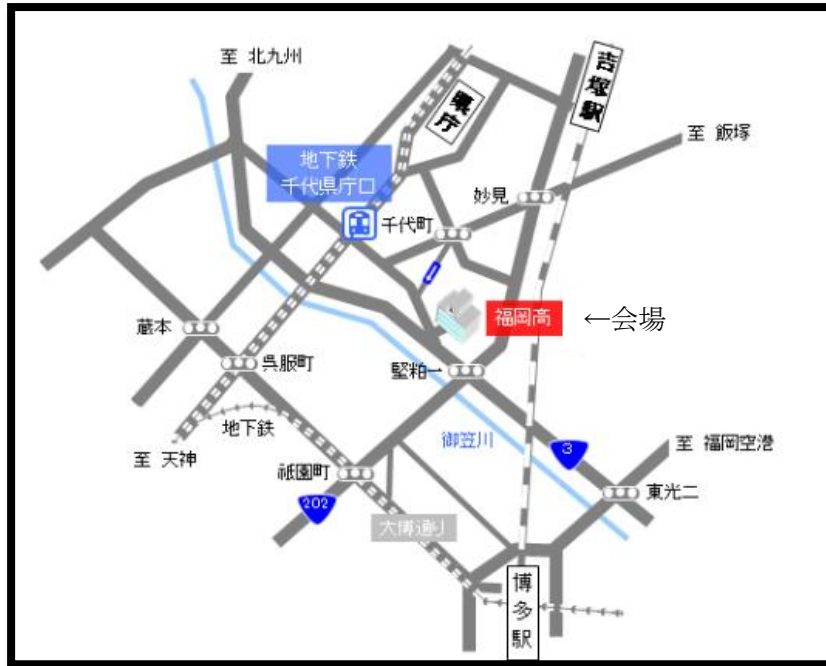 至 北九州
県庁
吉塚駅
至 飯塚
地下鉄
千代県庁口
妙見
千代町
福岡高
←会場
蔵本
呉服町
堅粕一
地下鉄
御笠川
3
至 福岡空港
至 天神
祇園町
東光二
202
大博通り
博多駅